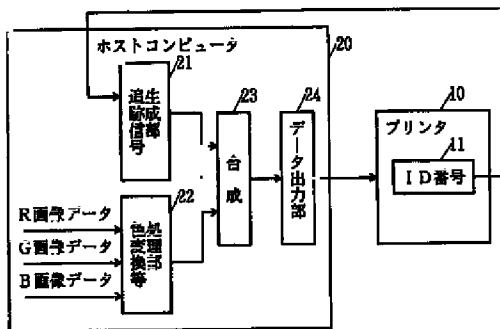 ホストコンピュータ
20
21
追跡信号
生成部
23
合成
24
データ出力部
10
プリンタ
11
ID番号
22
色変換等
処理部
R画像データ
G画像データ
B画像データ